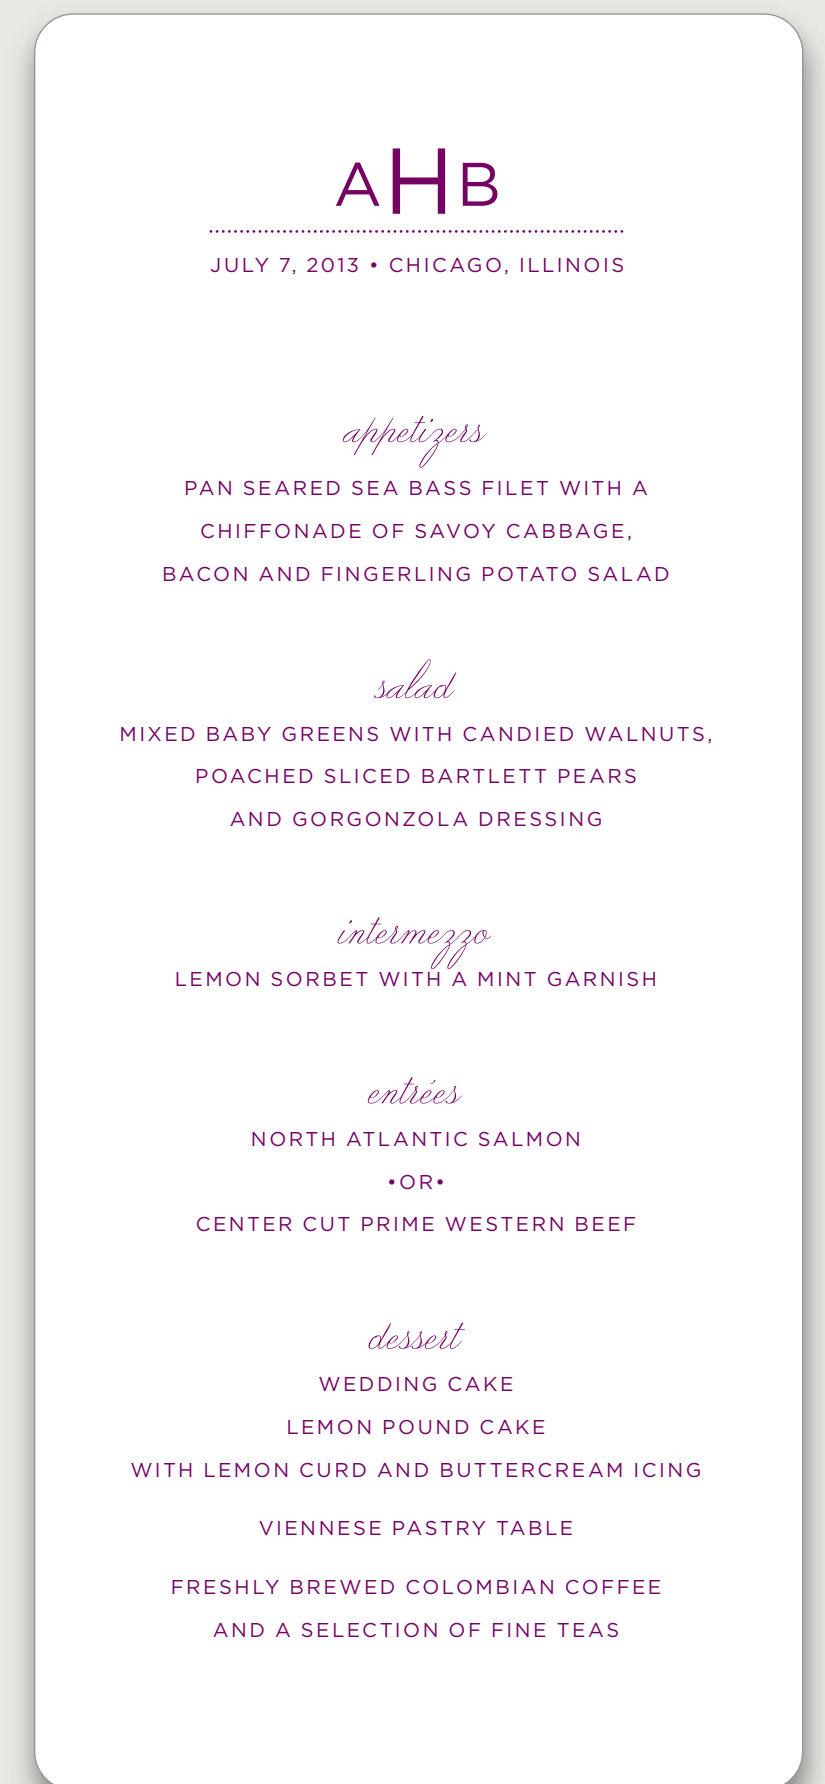 AHB
JULY 7, 2013 • CHICAGO, ILLINOIS
appetizers
PAN SEARED SEA BASS FILET WITH A
CHIFFONADE OF SAVOY CABBAGE,
BACON AND FINGERLING POTATO SALAD
salad
MIXED BABY GREENS WITH CANDIED WALNUTS,
POACHED SLICED BARTLETT PEARS
AND GORGONZOLA DRESSING
intermezzo
LEMON SORBET WITH A MINT GARNISH
entrées
NORTH ATLANTIC SALMON
•OR•
CENTER CUT PRIME WESTERN BEEF
dessert
WEDDING CAKE
LEMON POUND CAKE
WITH LEMON CURD AND BUTTERCREAM ICING
VIENNESE PASTRY TABLE
FRESHLY BREWED COLOMBIAN COFFEE
AND A SELECTION OF FINE TEAS